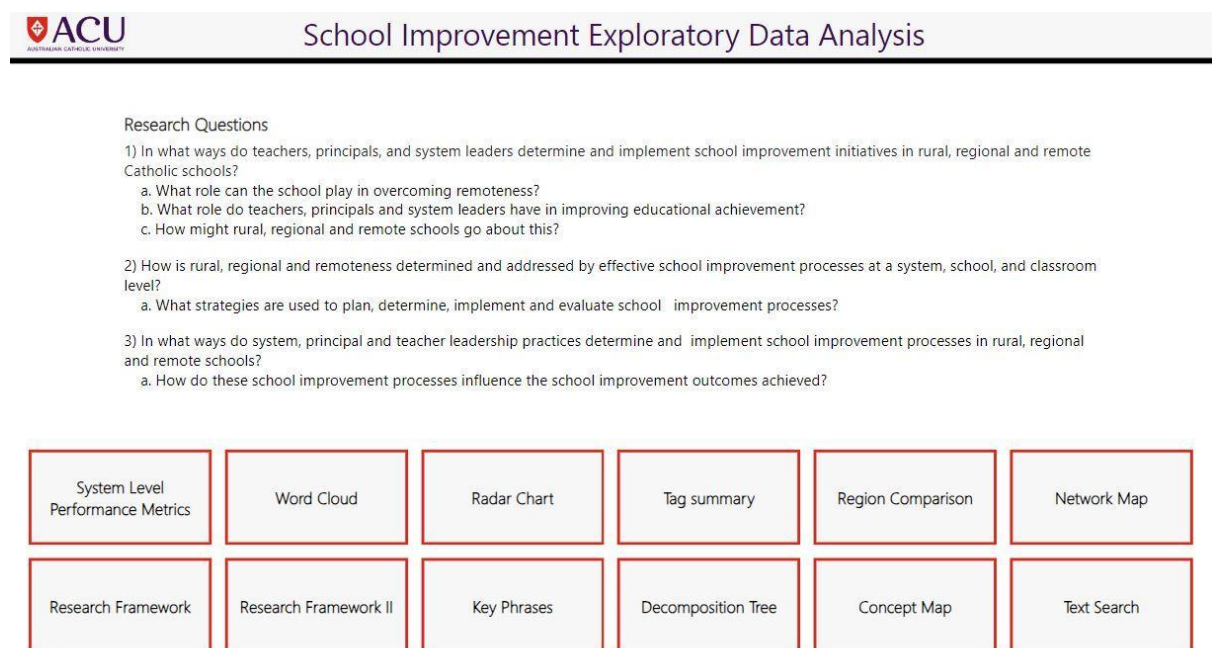 ACU
AUSTRALIAN CATHOLIC UNIVERSITY
School Improvement Exploratory Data Analysis
Research Questions
1) In what ways do teachers, principals, and system leaders determine and implement school improvement initiatives in rural, regional and remote
Catholic schools?
a. What role can the school play in overcoming remoteness?
b. What role do teachers, principals and system leaders have in improving educational achievement?
c. How might rural, regional and remote schools go about this?
2) How is rural, regional and remoteness determined and addressed by effective school improvement processes at a system, school, and classroom
level?
a. What strategies are used to plan, determine, implement and evaluate school improvement processes?
3) In what ways do system, principal and teacher leadership practices determine and implement school improvement processes in rural, regional
and remote schools?
a. How do these school improvement processes influence the school improvement outcomes achieved?
System Level
Performance Metrics
Word Cloud
Radar Chart
Tag summary
Region Comparison
Network Map
Research Framework
Research Framework II
Key Phrases
Decomposition Tree
Concept Map
Text Search